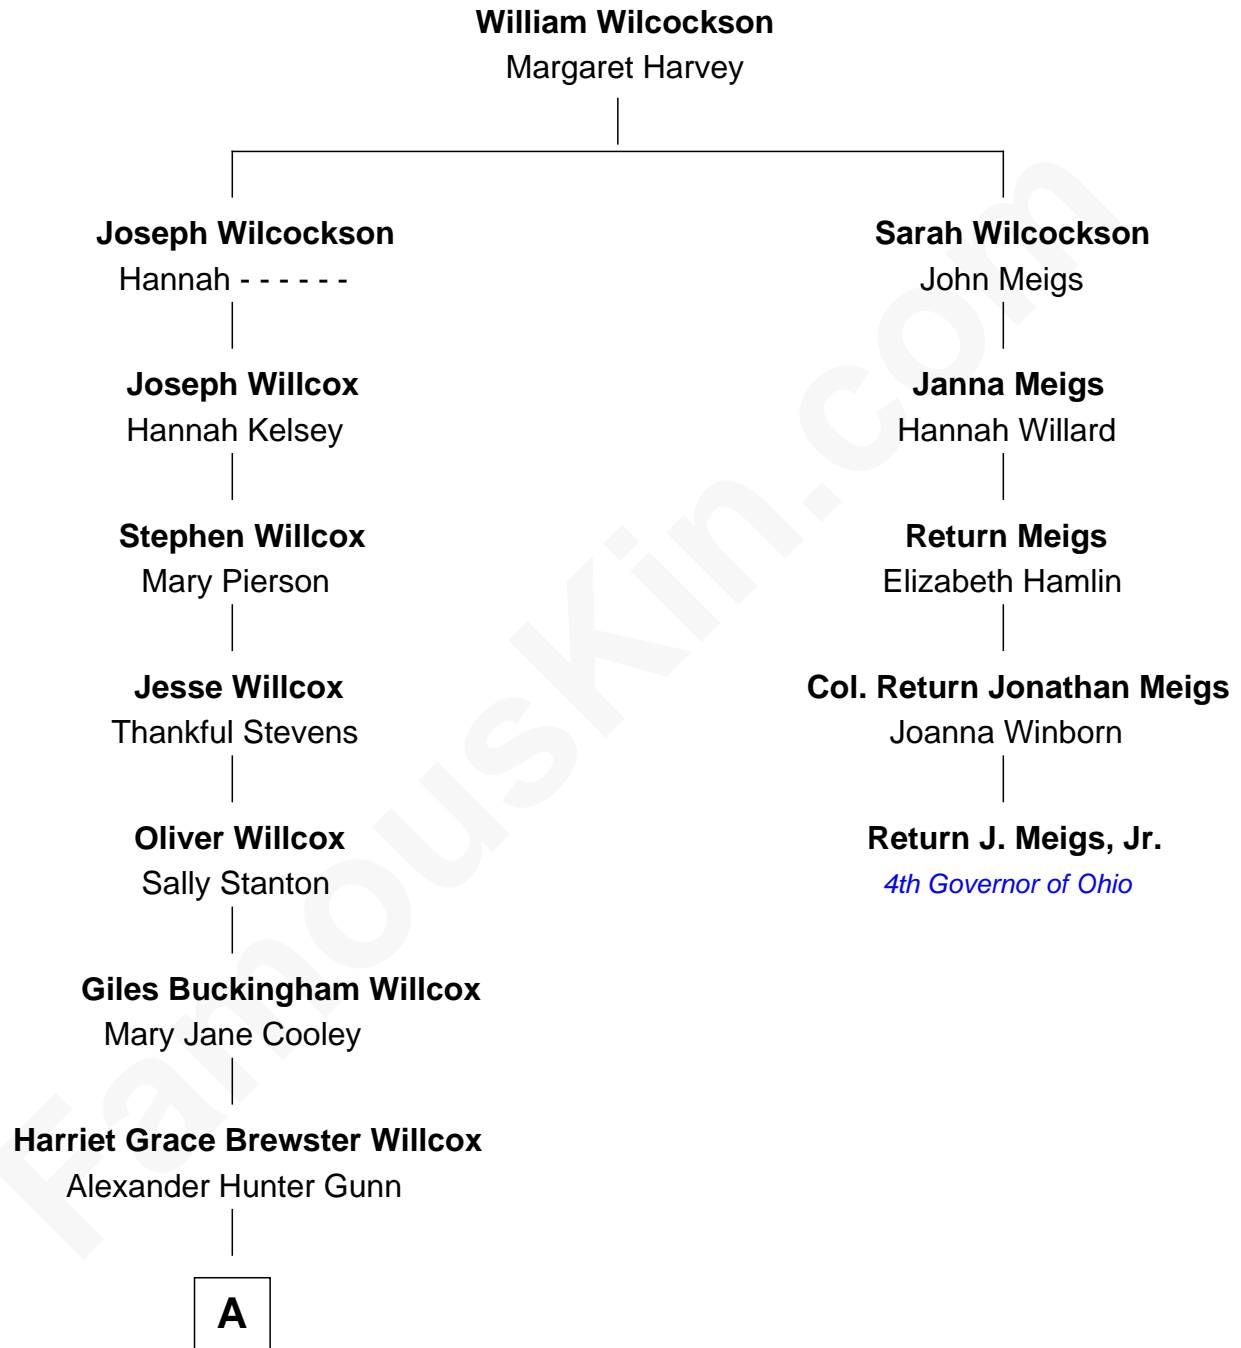 William Wilcockson
Margaret Harvey
Joseph Wilcockson
Hannah - - - - - -
Sarah Wilcockson
John Meigs
Joseph Willcox
Hannah Kelsey
Janna Meigs
Hannah Willard
Stephen Willcox
Mary Pierson
Return Meigs
Elizabeth Hamlin
Jesse Willcox
Thankful Stevens
Col. Return Jonathan Meigs
Joanna Winborn
Oliver Willcox
Sally Stanton
Return J. Meigs, Jr.
4th Governor of Ohio
Giles Buckingham Willcox
Mary Jane Cooley
Harriet Grace Brewster Willcox
Alexander Hunter Gunn
A
FamousKin.com